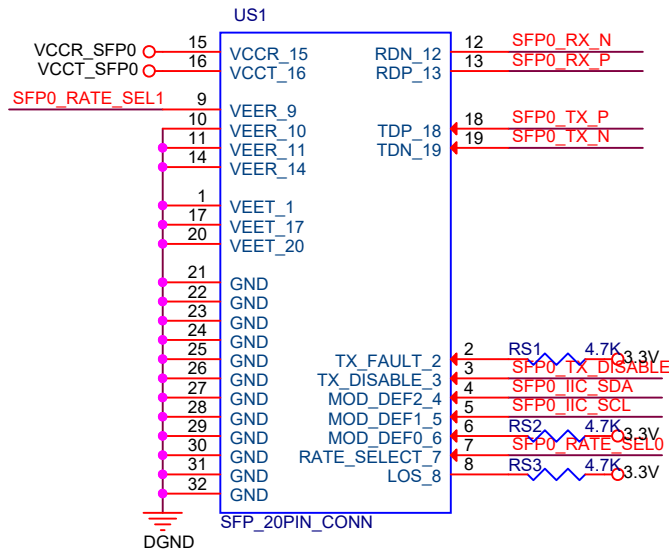 US1
VCCR_SFP0 15 VCCR_15 RDN_12 12 SFP0_RX_N
VCCT_SFP0 16 VCCT_16 RDP_13 13 SFP0_RX_P
SFP0_RATE_SEL1 9 VEER_9
10 VEER_10 TDP_18 18 SFP0_TX_P
11 VEER_11 TDN_19 19 SFP0_TX_N
14 VEER_14
1 VEET_1
17 VEET_17
20 VEET_20
21 GND
22 GND
23 GND
24 GND
25 GND TX_FAULT_2 2 RS1 4.7K 3.3V
26 GND TX_DISABLE_3 3 SFP0_TX_DISABLE
27 GND MOD_DEF2_4 4 SFP0_IIC_SDA
28 GND MOD_DEF1_5 5 SFP0_IIC_SCL
29 GND MOD_DEF0_6 6 RS2 4.7K 3.3V
30 GND RATE_SELECT_7 7 SFP0_RATE_SEL0
31 GND LOS_8 8 RS3 4.7K 3.3V
32 GND
SFP_20PIN_CONN
DGND